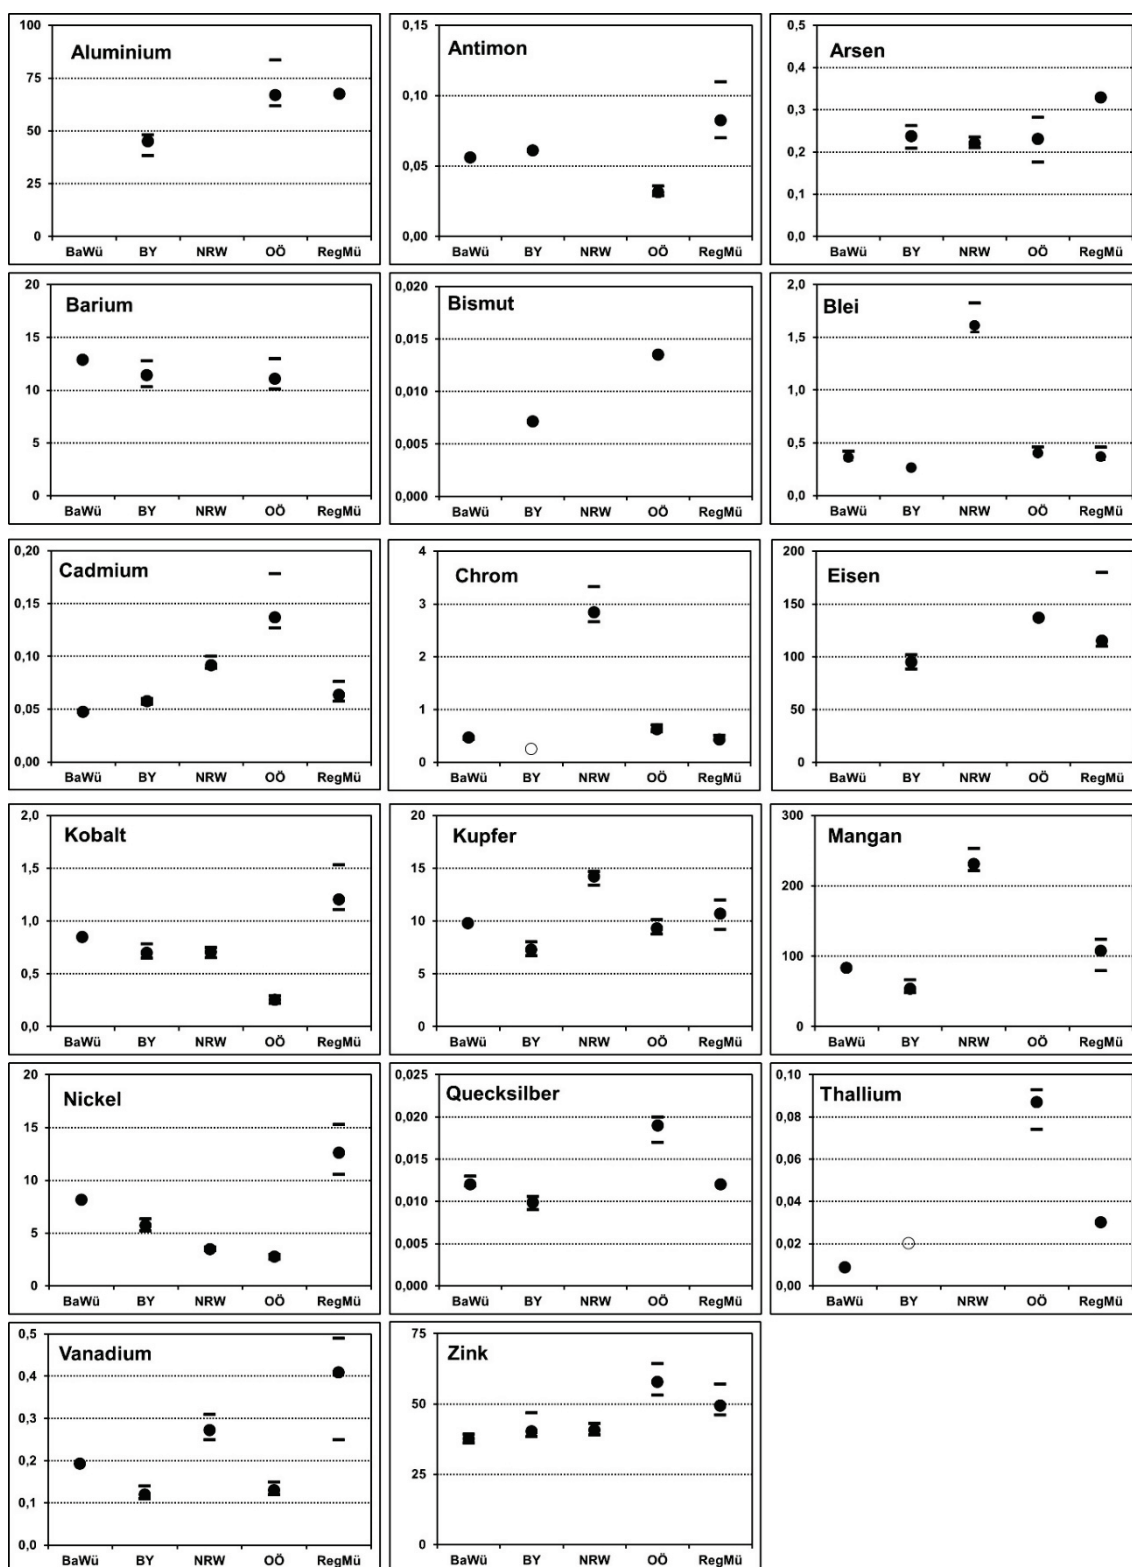 Aluminium
100
75
50
25
0
BaWü BY NRW OÖ RegMü
Antimon
0,15
0,10
0,05
0,00
BaWü BY NRW OÖ RegMü
Arsen
0,5
0,4
0,3
0,2
0,1
0,0
BaWü BY NRW OÖ RegMü
Barium
20
15
10
5
0
BaWü BY NRW OÖ RegMü
Bismut
0,020
0,015
0,010
0,005
0,000
BaWü BY NRW OÖ RegMü
Blei
2,0
1,5
1,0
0,5
0,0
BaWü BY NRW OÖ RegMü
Cadmium
0,20
0,15
0,10
0,05
0,00
BaWü BY NRW OÖ RegMü
Chrom
4
3
2
1
0
BaWü BY NRW OÖ RegMü
Eisen
200
150
100
50
0
BaWü BY NRW OÖ RegMü
Kobalt
2,0
1,5
1,0
0,5
0,0
BaWü BY NRW OÖ RegMü
Kupfer
20
15
10
5
0
BaWü BY NRW OÖ RegMü
Mangan
300
200
100
0
BaWü BY NRW OÖ RegMü
Nickel
20
15
10
5
0
BaWü BY NRW OÖ RegMü
Quecksilber
0,025
0,020
0,015
0,010
0,005
0,000
BaWü BY NRW OÖ RegMü
Thallium
0,10
0,08
0,06
0,04
0,02
0,00
BaWü BY NRW OÖ RegMü
Vanadium
0,5
0,4
0,3
0,2
0,1
0,0
BaWü BY NRW OÖ RegMü
Zink
75
50
25
0
BaWü BY NRW OÖ RegMü